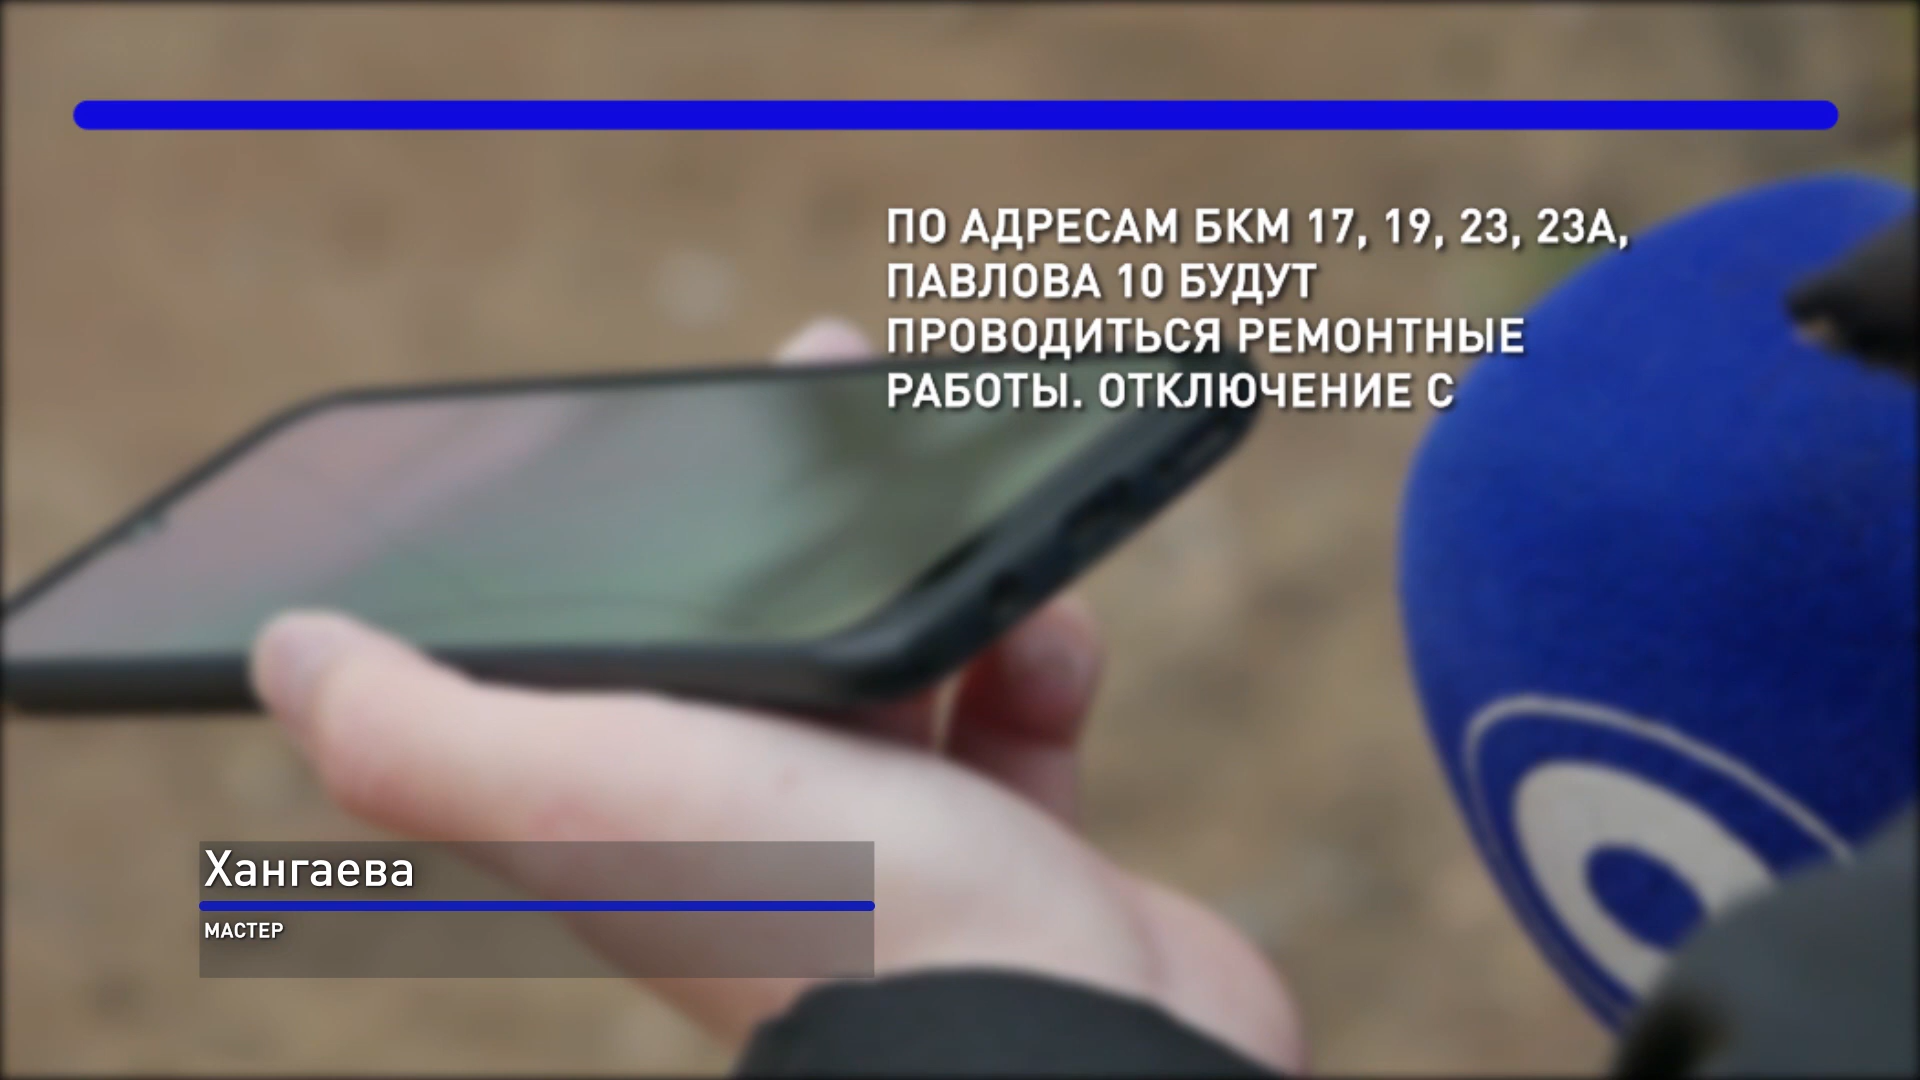 ПО АДРЕСАМ БКМ 17, 19, 23, 23А,
ПАВЛОВА 10 БУДУТ
ПРОВОДИТЬСЯ РЕМОНТНЫЕ
РАБОТЫ. ОТКЛЮЧЕНИЕ С
Хангаева
МАСТЕР